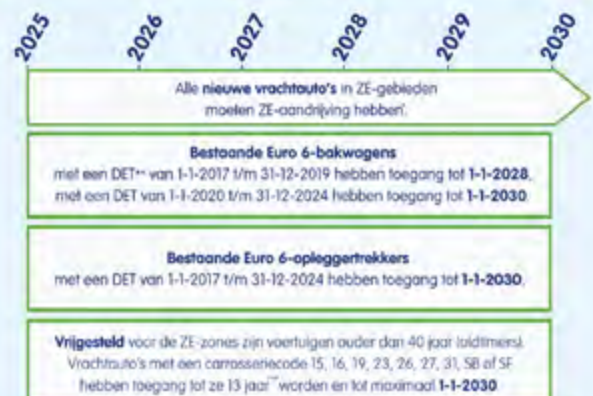 2025 2026 2027 2028 2029 2030
Alle nieuwe vrachtauto's in ZE-gebieden
moeten ZE-aandrijving hebben*.
Bestaande Euro 6-bakwagens
met een DET** van 1-1-2017 t/m 31-12-2019 hebben toegang tot 1-1-2028,
met een DET van 1-1-2020 t/m 31-12-2024 hebben toegang tot 1-1-2030
Bestaande Euro 6-opleggertrekkers
met een DET van 1-1-2017 t/m 31-12-2024 hebben toegang tot 1-1-2030.
Vrijgesteld voor de ZE-zones zijn voertuigen ouder dan 40 jaar (oldtimers).
Vrachtauto's met een carrosseriecode 15, 16, 19, 23, 26, 27, 31, SB of SF
hebben toegang tot ze 13 jaar*** worden en tot maximaal 1-1-2030